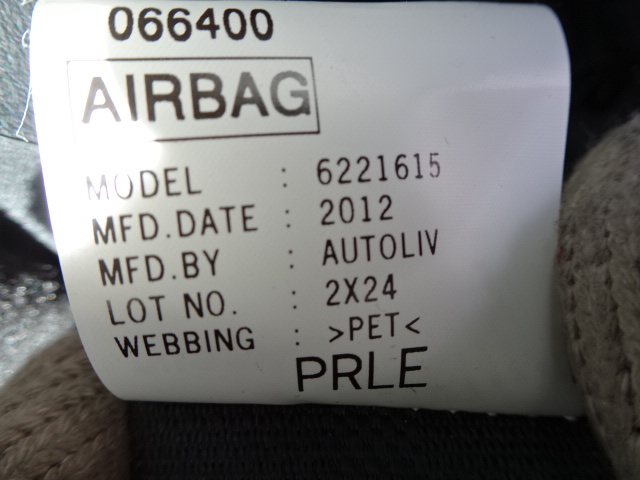 066400
AIRBAG
MODEL : 6221615
MFD.DATE : 2012
MFD.BY : AUTOLIV
LOT NO. : 2X24
WEBBING : >PET<
PRLE